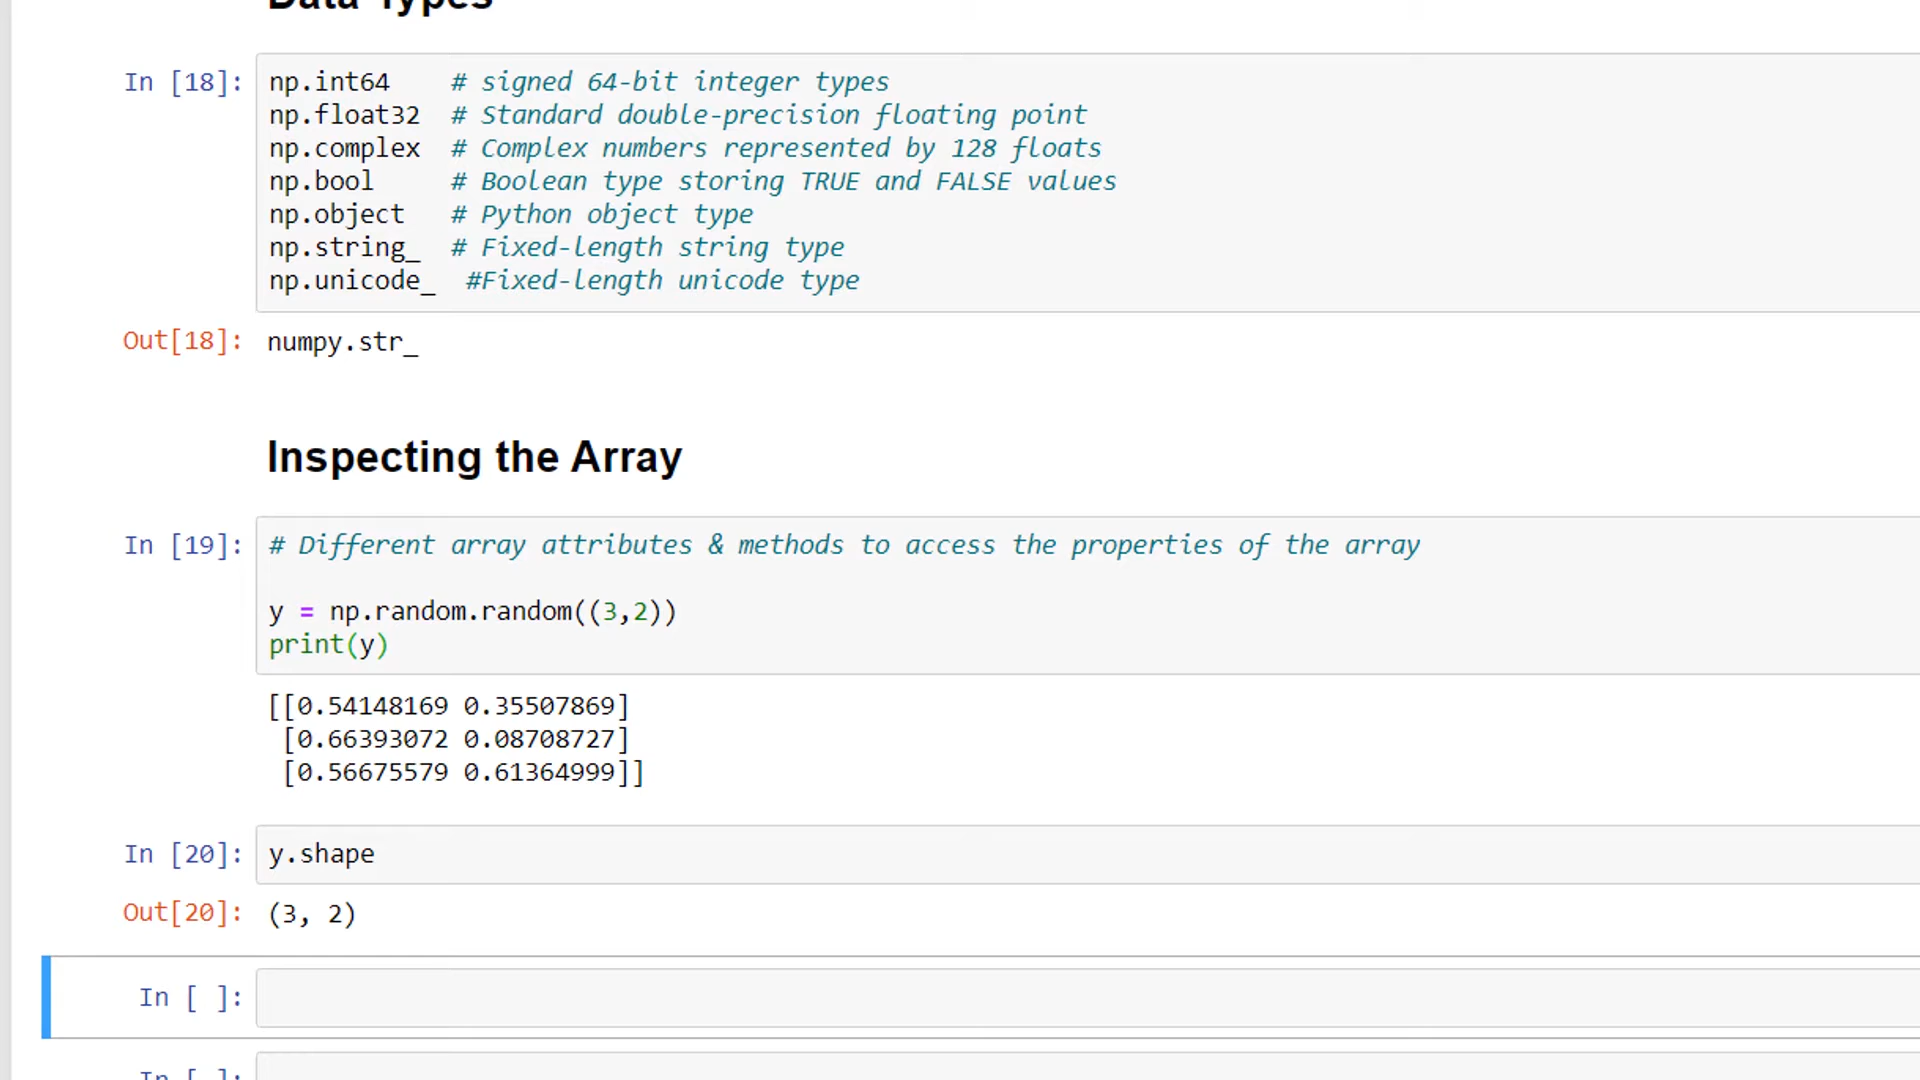 Data Types
In [18]: np.int64 # signed 64-bit integer types
np.float32 # Standard double-precision floating point
np.complex # Complex numbers represented by 128 floats
np.bool # Boolean type storing TRUE and FALSE values
np.object # Python object type
np.string_ # Fixed-length string type
np.unicode_ #Fixed-length unicode type
Out[18]: numpy.str_
Inspecting the Array
In [19]: # Different array attributes & methods to access the properties of the array
y = np.random.random((3,2))
print(y)
[[0.54148169 0.35507869]
[0.66393072 0.08708727]
[0.56675579 0.61364999]]
In [20]: y.shape
Out[20]: (3, 2)
In [ ]:
In [ ]: